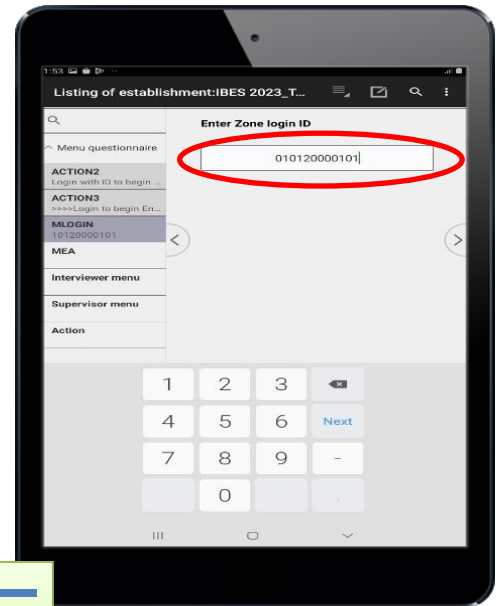 1:53
Listing of establishment:IBES 2023_T...
Menu questionnaire
Enter Zone login ID
010120000101
ACTION2
Login with ID to begin ...
ACTION3
>>>>Login to begin En...
MLOGIN
10120000101
MEA
Interviewer menu
Supervisor menu
Action
1 2 3
4 5 6 Next
7 8 9 -
0 .